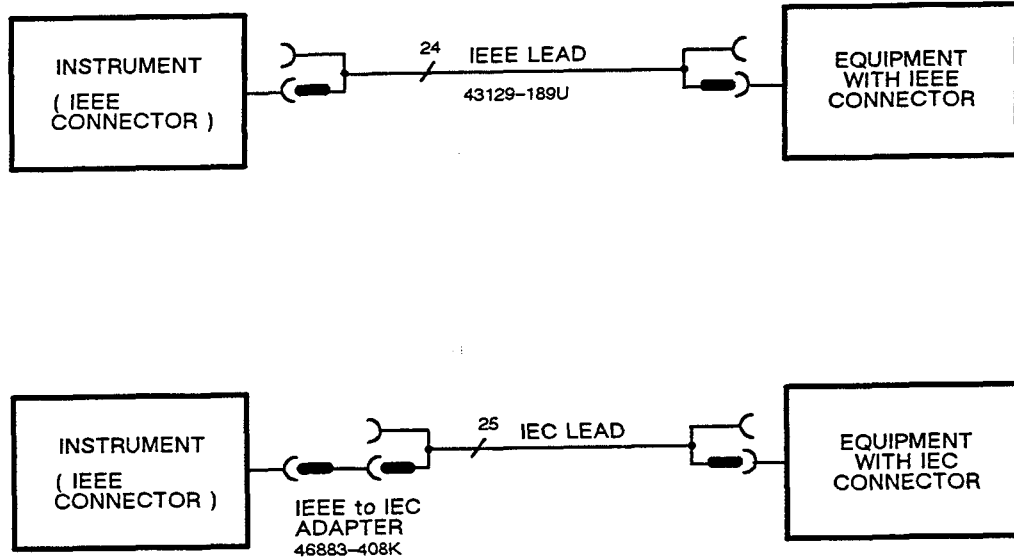 INSTRUMENT
( IEEE
CONNECTOR )
24
IEEE LEAD
43129-189U
EQUIPMENT
WITH IEEE
CONNECTOR
INSTRUMENT
( IEEE
CONNECTOR )
IEEE to IEC
ADAPTER
46883-408K
25
IEC LEAD
EQUIPMENT
WITH IEC
CONNECTOR